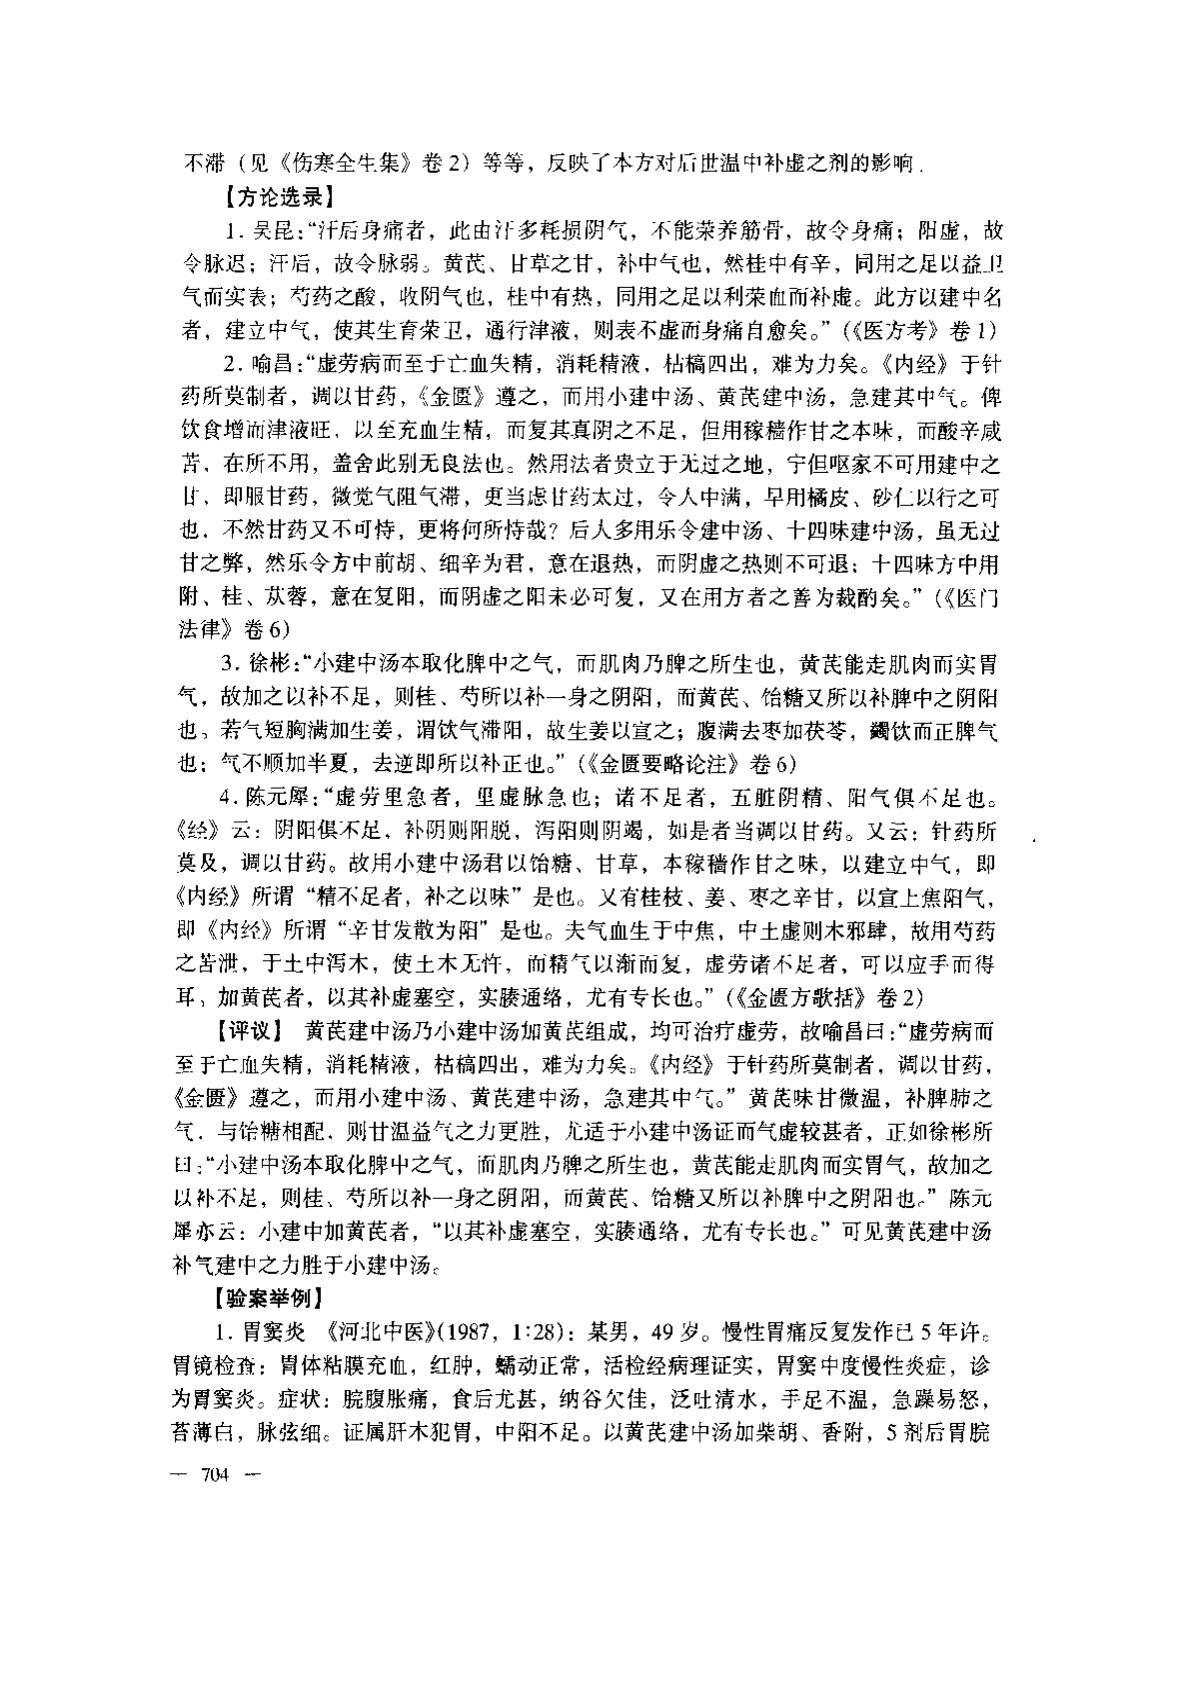 不滞（见《伤寒全生集》卷2）等等，反映了本方对后世温中补虚之剂的影响．
【方论选录】
1. 吴昆：“汗后身痛者，此由汗多耗损阴气，不能荣养筋骨，故令身痛；阳虚，故
令脉迟；汗后，故令脉弱。黄芪、甘草之甘，补中气也，然桂中有辛，同用之足以益卫
气而实表；芍药之酸，收阴气也，桂中有热，同用之足以利荣血而补虚。此方以建中名
者，建立中气，使其生育荣卫，通行津液，则表不虚而身痛自愈矣。”（《医方考》卷1）
2. 喻昌：“虚劳病而至于亡血失精，消耗精液，枯槁四出，难为力矣。《内经》于针
药所莫制者，调以甘药，《金匮》遵之，而用小建中汤、黄芪建中汤，急建其中气。俾
饮食增而津液旺，以至充血生精，而复其真阴之不足，但用稼穑作甘之本味，而酸辛咸
苦，在所不用，盖舍此别无良法也。然用法者贵立于无过之地，宁但呕家不可用建中之
甘，即服甘药，微觉气阻气滞，更当虑甘药太过，令人中满，早用橘皮、砂仁以行之可
也．不然甘药又不可恃，更将何所恃哉？后人多用乐令建中汤、十四味建中汤，虽无过
甘之弊，然乐令方中前胡、细辛为君，意在退热，而阴虚之热则不可退；十四味方中用
附、桂、苁蓉，意在复阳，而阴虚之阳未必可复，又在用方者之善为裁酌矣。”（《医门
法律》卷6）
3. 徐彬：“小建中汤本取化脾中之气，而肌肉乃脾之所生也，黄芪能走肌肉而实胃
气，故加之以补不足，则桂、芍所以补一身之阴阳，而黄芪、饴糖又所以补脾中之阴阳
也。若气短胸满加生姜，谓饮气滞阳，故生姜以宣之；腹满去枣加茯苓，蠲饮而正脾气
也；气不顺加半夏，去逆即所以补正也。”（《金匮要略论注》卷6）
4. 陈元犀：“虚劳里急者，里虚脉急也；诸不足者，五脏阴精、阳气俱不足也。
《经》云：阴阳俱不足，补阴则阳脱，泻阳则阴竭，如是者当调以甘药。又云：针药所
莫及，调以甘药。故用小建中汤君以饴糖、甘草，本稼穑作甘之味，以建立中气，即
《内经》所谓“精不足者，补之以味”是也。又有桂枝、姜、枣之辛甘，以宣上焦阳气，
即《内经》所谓“辛甘发散为阳”是也。夫气血生于中焦，中土虚则木邪肆，故用芍药
之苦泄，于土中泻木，使土木无忤，而精气以渐而复，虚劳诸不足者，可以应手而得
耳。加黄芪者，以其补虚塞空，实腠通络，尤有专长也。”（《金匮方歌括》卷2）
【评议】 黄芪建中汤乃小建中汤加黄芪组成，均可治疗虚劳，故喻昌曰：“虚劳病而
至于亡血失精，消耗精液，枯槁四出，难为力矣。《内经》于针药所莫制者，调以甘药，
《金匮》遵之，而用小建中汤、黄芪建中汤，急建其中气。”黄芪味甘微温，补脾肺之
气．与饴糖相配．则甘温益气之力更胜，尤适于小建中汤证而气虚较甚者，正如徐彬所
曰：“小建中汤本取化脾中之气，而肌肉乃脾之所生也，黄芪能走肌肉而实胃气，故加之
以补不足，则桂、芍所以补一身之阴阳，而黄芪、饴糖又所以补脾中之阴阳也。”陈元
犀亦云：小建中加黄芪者，“以其补虚塞空，实腠通络，尤有专长也。”可见黄芪建中汤
补气建中之力胜于小建中汤。
【验案举例】
1. 胃窦炎 《河北中医》（1987，1∶28）：某男，49岁。慢性胃痛反复发作已5年许。
胃镜检查：胃体粘膜充血，红肿，蠕动正常，活检经病理证实，胃窦中度慢性炎症，诊
为胃窦炎。症状：脘腹胀痛，食后尤甚，纳谷欠佳，泛吐清水，手足不温，急躁易怒，
苔薄白，脉弦细。证属肝木犯胃，中阳不足。以黄芪建中汤加柴胡、香附，5剂后胃脘
— 704 —